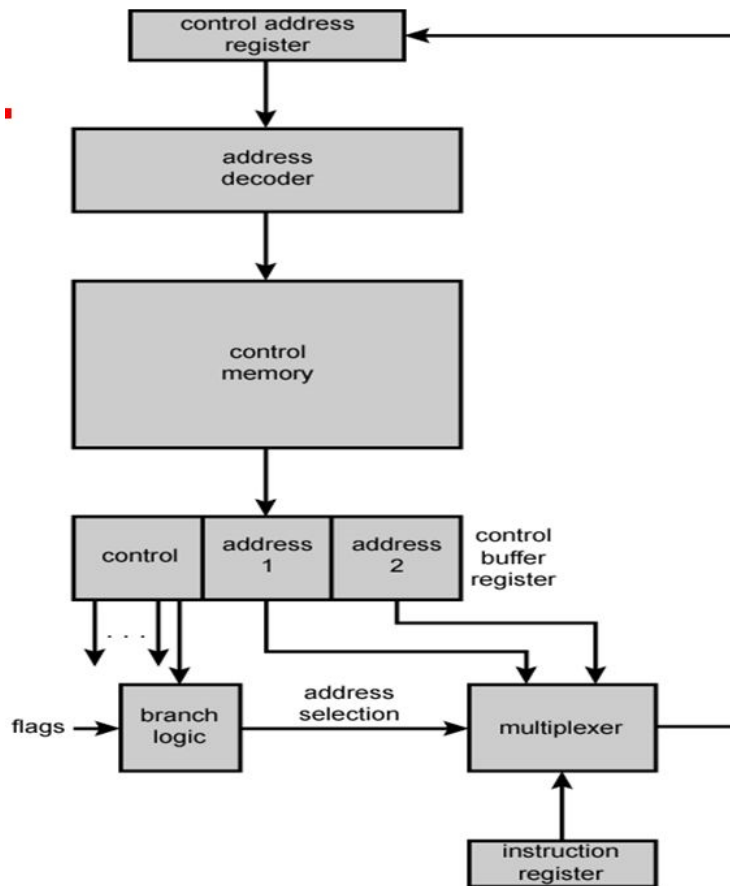 control address
register
address
decoder
control
memory
control
address
1
address
2
control
buffer
register
. . .
flags
branch
logic
address
selection
multiplexer
instruction
register